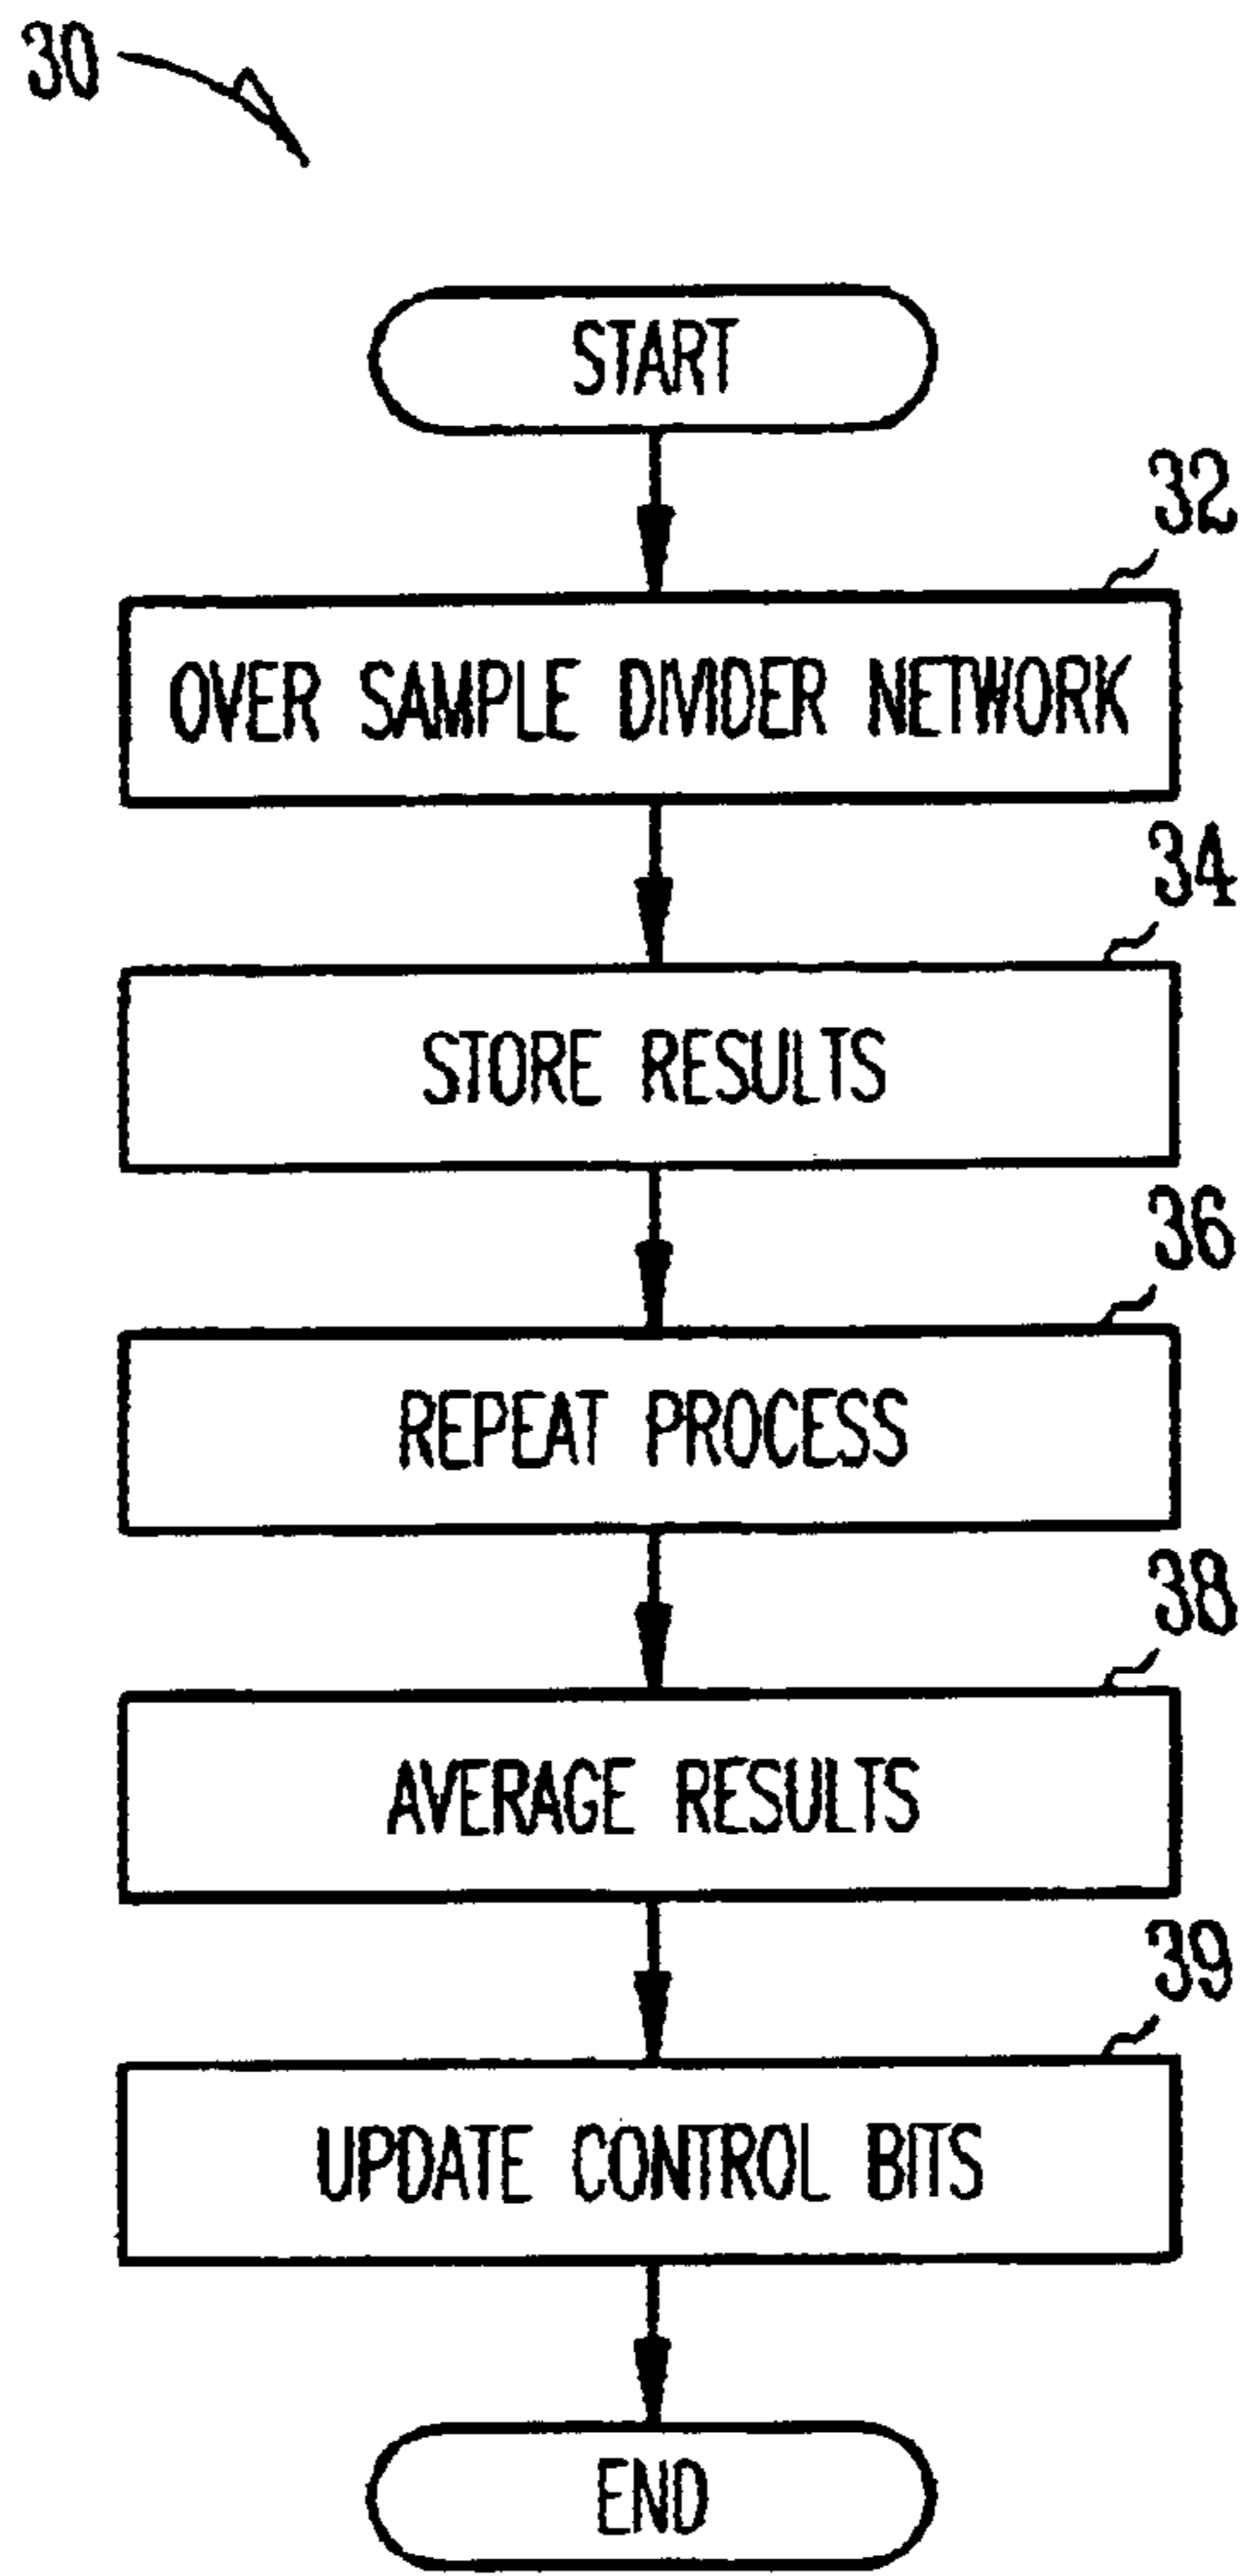 30
START
32
OVER SAMPLE DIVIDER NETWORK
34
STORE RESULTS
36
REPEAT PROCESS
38
AVERAGE RESULTS
39
UPDATE CONTROL BITS
END